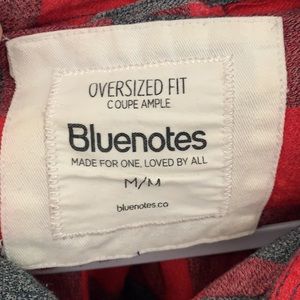 OVERSIZED FIT
COUPE AMPLE
Bluenotes
MADE FOR ONE, LOVED BY ALL
M/M
bluenotes.co